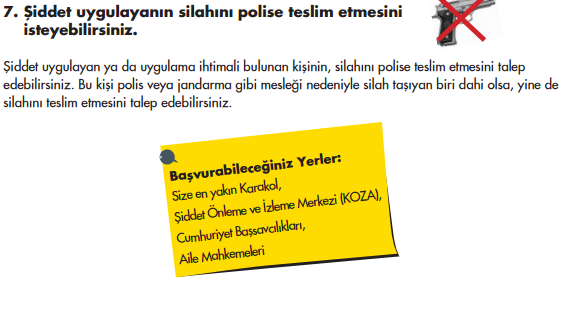 7. Şiddet uygulayanın silahını polise teslim etmesini
isteyebilirsiniz.
Şiddet uygulayan ya da uygulama ihtimali bulunan kişinin, silahını polise teslim etmesini talep
edebilirsiniz. Bu kişi polis veya jandarma gibi mesleği nedeniyle silah taşıyan biri dahi olsa, yine de
silahını teslim etmesini talep edebilirsiniz.
Başvurabileceğiniz Yerler:
Size en yakın Karakol,
Şiddet Önleme ve İzleme Merkezi (KOZA),
Cumhuriyet Başsavcılıkları,
Aile Mahkemeleri